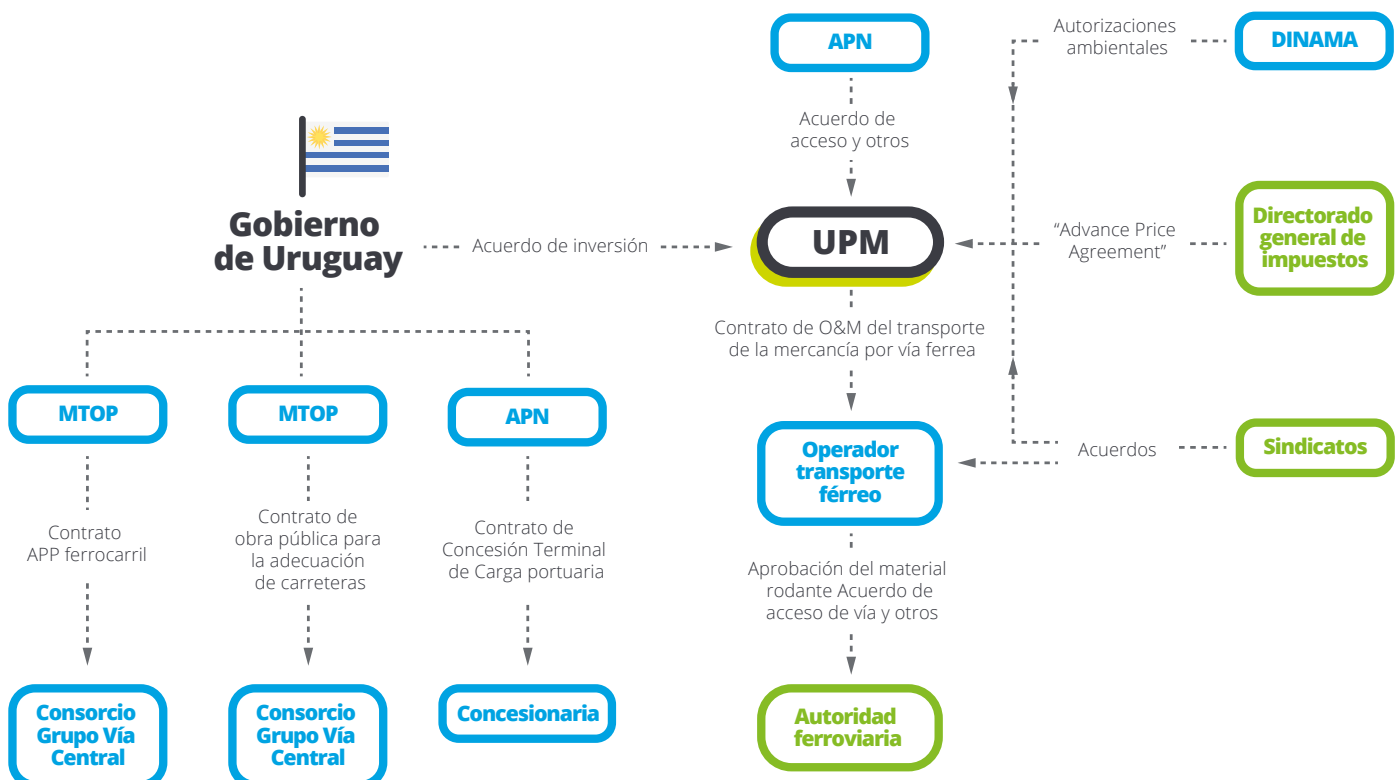 APN
Autorizaciones
ambientales
DINAMA
Acuerdo de
acceso y otros
Gobierno
de Uruguay
Acuerdo de inversión
UPM
“Advance Price
Agreement”
Directorado
general de
impuestos
Contrato de O&M del transporte
de la mercancía por vía ferrea
MTOP
MTOP
APN
Operador
transporte
férreo
Acuerdos
Sindicatos
Contrato
APP ferrocarril
Contrato de
obra pública para
la adecuación
de carreteras
Contrato de
Concesión Terminal
de Carga portuaria
Aprobación del material
rodante Acuerdo de
acceso de vía y otros
Consorcio
Grupo Vía
Central
Consorcio
Grupo Vía
Central
Concesionaria
Autoridad
ferroviaria